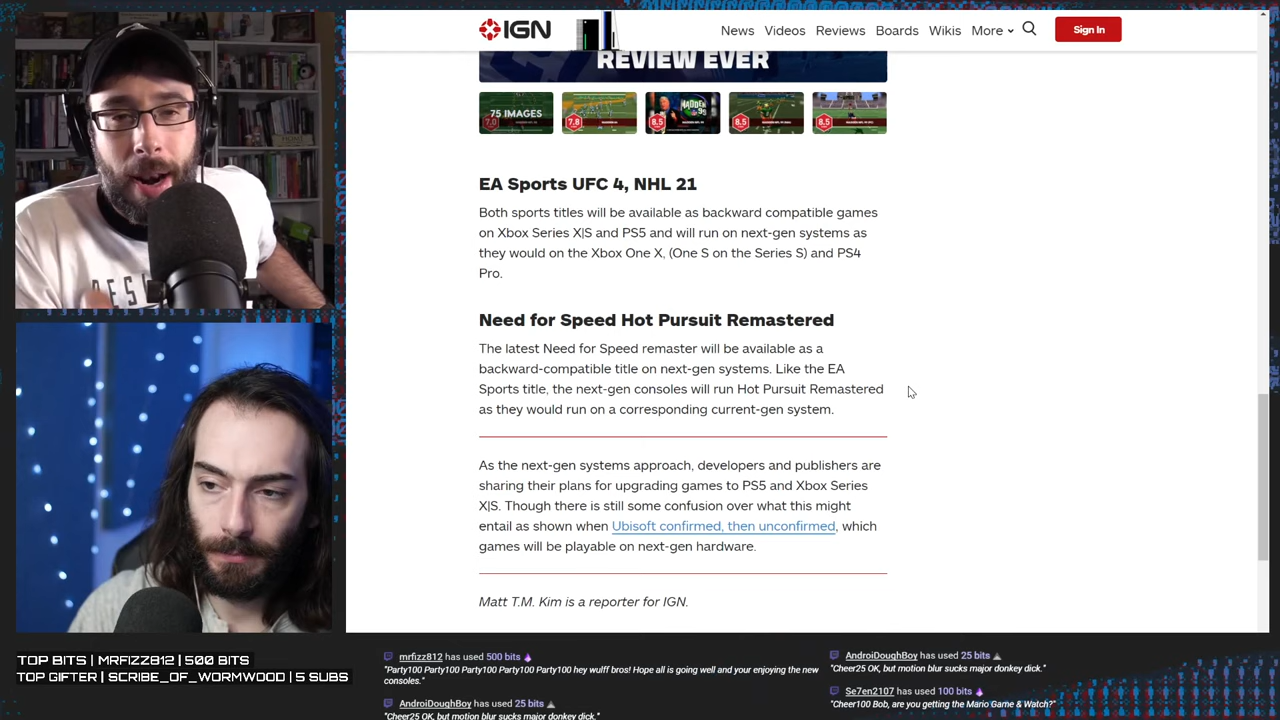 IGN
News Videos Reviews Boards Wikis More
Sign In
REVIEW EVER
75 IMAGES
7.0
7.8
8.5
8.5
8.5
EA Sports UFC 4, NHL 21
Both sports titles will be available as backward compatible games
on Xbox Series X|S and PS5 and will run on next-gen systems as
they would on the Xbox One X, (One S on the Series S) and PS4
Pro.
Need for Speed Hot Pursuit Remastered
The latest Need for Speed remaster will be available as a
backward-compatible title on next-gen systems. Like the EA
Sports title, the next-gen consoles will run Hot Pursuit Remastered
as they would run on a corresponding current-gen system.
As the next-gen systems approach, developers and publishers are
sharing their plans for upgrading games to PS5 and Xbox Series
X|S. Though there is still some confusion over what this might
entail as shown when Ubisoft confirmed, then unconfirmed, which
games will be playable on next-gen hardware.
Matt T.M. Kim is a reporter for IGN.
TOP BITS | MRFIZZ812 | 500 BITS
TOP GIFTER | SCRIBE_OF_WORMWOOD | 5 SUBS
mrfizz812 has used 500 bits
"Party100 Party100 Party100 Party100 Party100 hey wulff bros! Hope all is going well and your enjoying the new
consoles."
AndroiDoughBoy has used 25 bits
"Cheer25 OK, but motion blur sucks major donkey dick."
AndroiDoughBoy has used 25 bits
"Cheer25 OK, but motion blur sucks major donkey dick."
Se7en2107 has used 100 bits
"Cheer100 Bob, are you getting the Mario Game & Watch?"